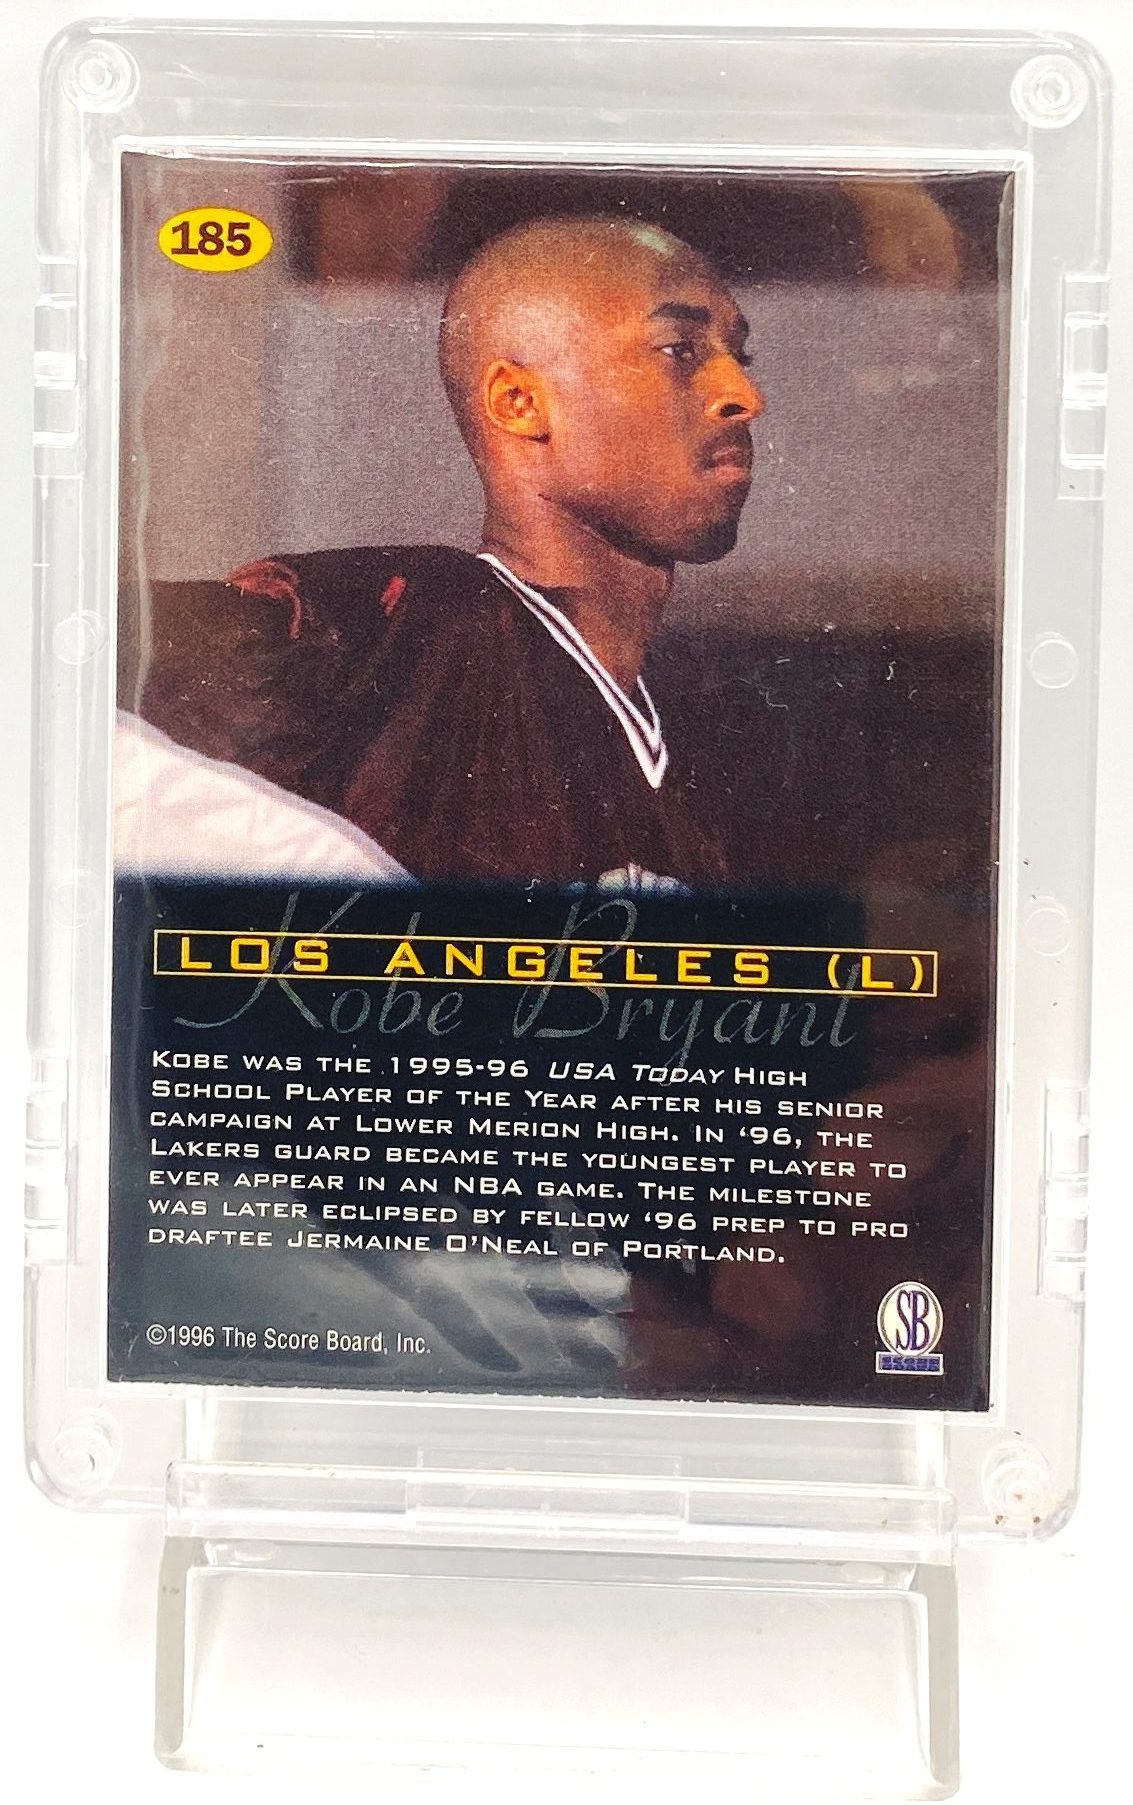 185
LOS ANGELES (L)
Kobe Bryant
KOBE WAS THE 1995-96 USA TODAY HIGH
SCHOOL PLAYER OF THE YEAR AFTER HIS SENIOR
CAMPAIGN AT LOWER MERION HIGH. IN ‘96, THE
LAKERS GUARD BECAME THE YOUNGEST PLAYER TO
EVER APPEAR IN AN NBA GAME. THE MILESTONE
WAS LATER ECLIPSED BY FELLOW ‘96 PREP TO PRO
DRAFTEE JERMAINE O’NEAL OF PORTLAND.
©1996 The Score Board, Inc.
SB